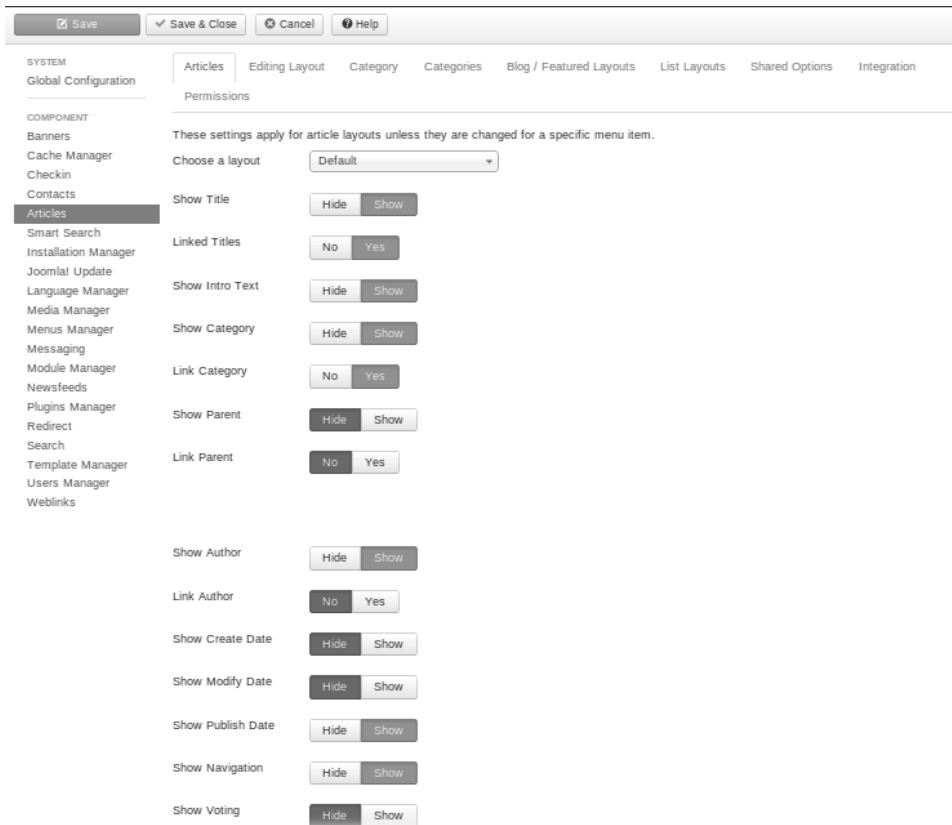 Save Save & Close Cancel Help
SYSTEM
Global Configuration
COMPONENT
Banners
Cache Manager
Checkin
Contacts
Articles
Smart Search
Installation Manager
Joomla! Update
Language Manager
Media Manager
Menus Manager
Messaging
Module Manager
Newsfeeds
Plugins Manager
Redirect
Search
Template Manager
Users Manager
Weblinks
Articles Editing Layout Category Categories Blog / Featured Layouts List Layouts Shared Options Integration
Permissions
These settings apply for article layouts unless they are changed for a specific menu item.
Choose a layout Default
Show Title Hide Show
Linked Titles No Yes
Show Intro Text Hide Show
Show Category Hide Show
Link Category No Yes
Show Parent Hide Show
Link Parent No Yes
Show Author Hide Show
Link Author No Yes
Show Create Date Hide Show
Show Modify Date Hide Show
Show Publish Date Hide Show
Show Navigation Hide Show
Show Voting Hide Show